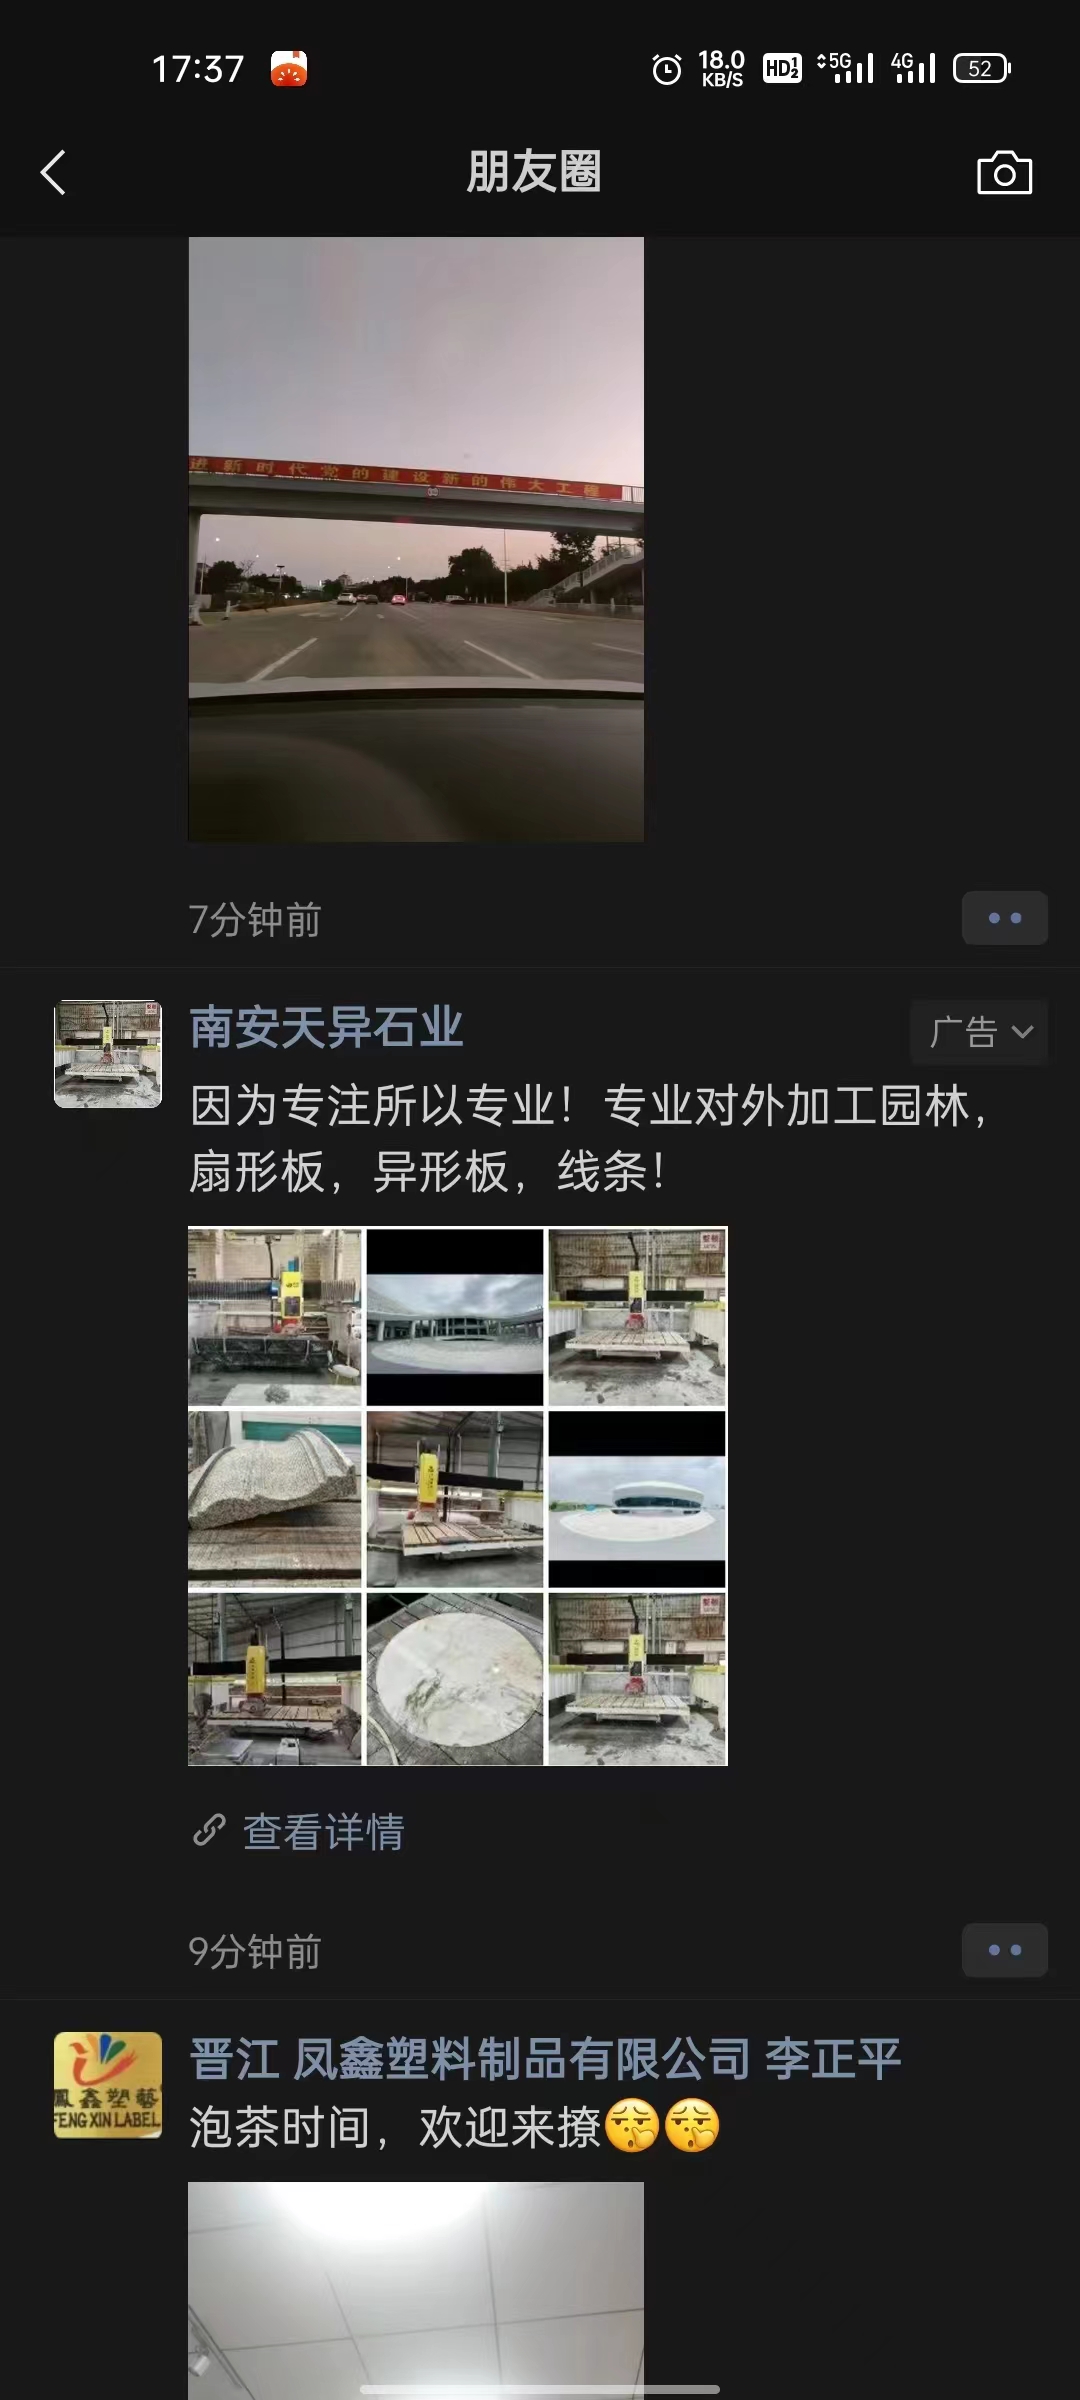 17:37
18.0
KB/S
HD 1 2
5G
4G
52
朋友圈
进新时代党的建设新的伟大工程
7分钟前
南安天异石业
广告
因为专注所以专业！专业对外加工园林，
扇形板，异形板，线条！
查看详情
9分钟前
晋江 凤鑫塑料制品有限公司 李正平
鳳鑫塑藝
FENG XIN LABEL
泡茶时间，欢迎来撩